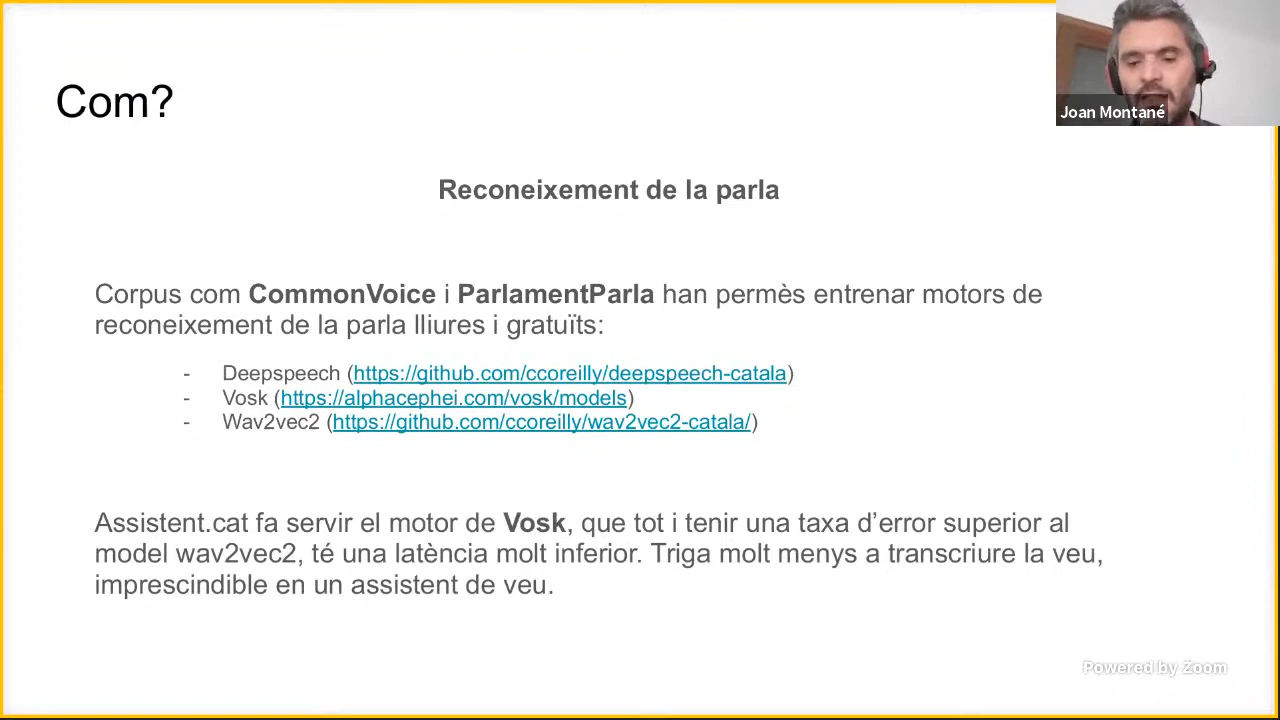 Com?
Joan Montané
Reconeixement de la parla
Corpus com CommonVoice i ParlamentParla han permès entrenar motors de
reconeixement de la parla lliures i gratuïts:
- Deepspeech (https://github.com/ccoreilly/deepspeech-catala)
- Vosk (https://alphacephei.com/vosk/models)
- Wav2vec2 (https://github.com/ccoreilly/wav2vec2-catala/)
Assistent.cat fa servir el motor de Vosk, que tot i tenir una taxa d’error superior al
model wav2vec2, té una latència molt inferior. Triga molt menys a transcriure la veu,
imprescindible en un assistent de veu.
Powered by Zoom